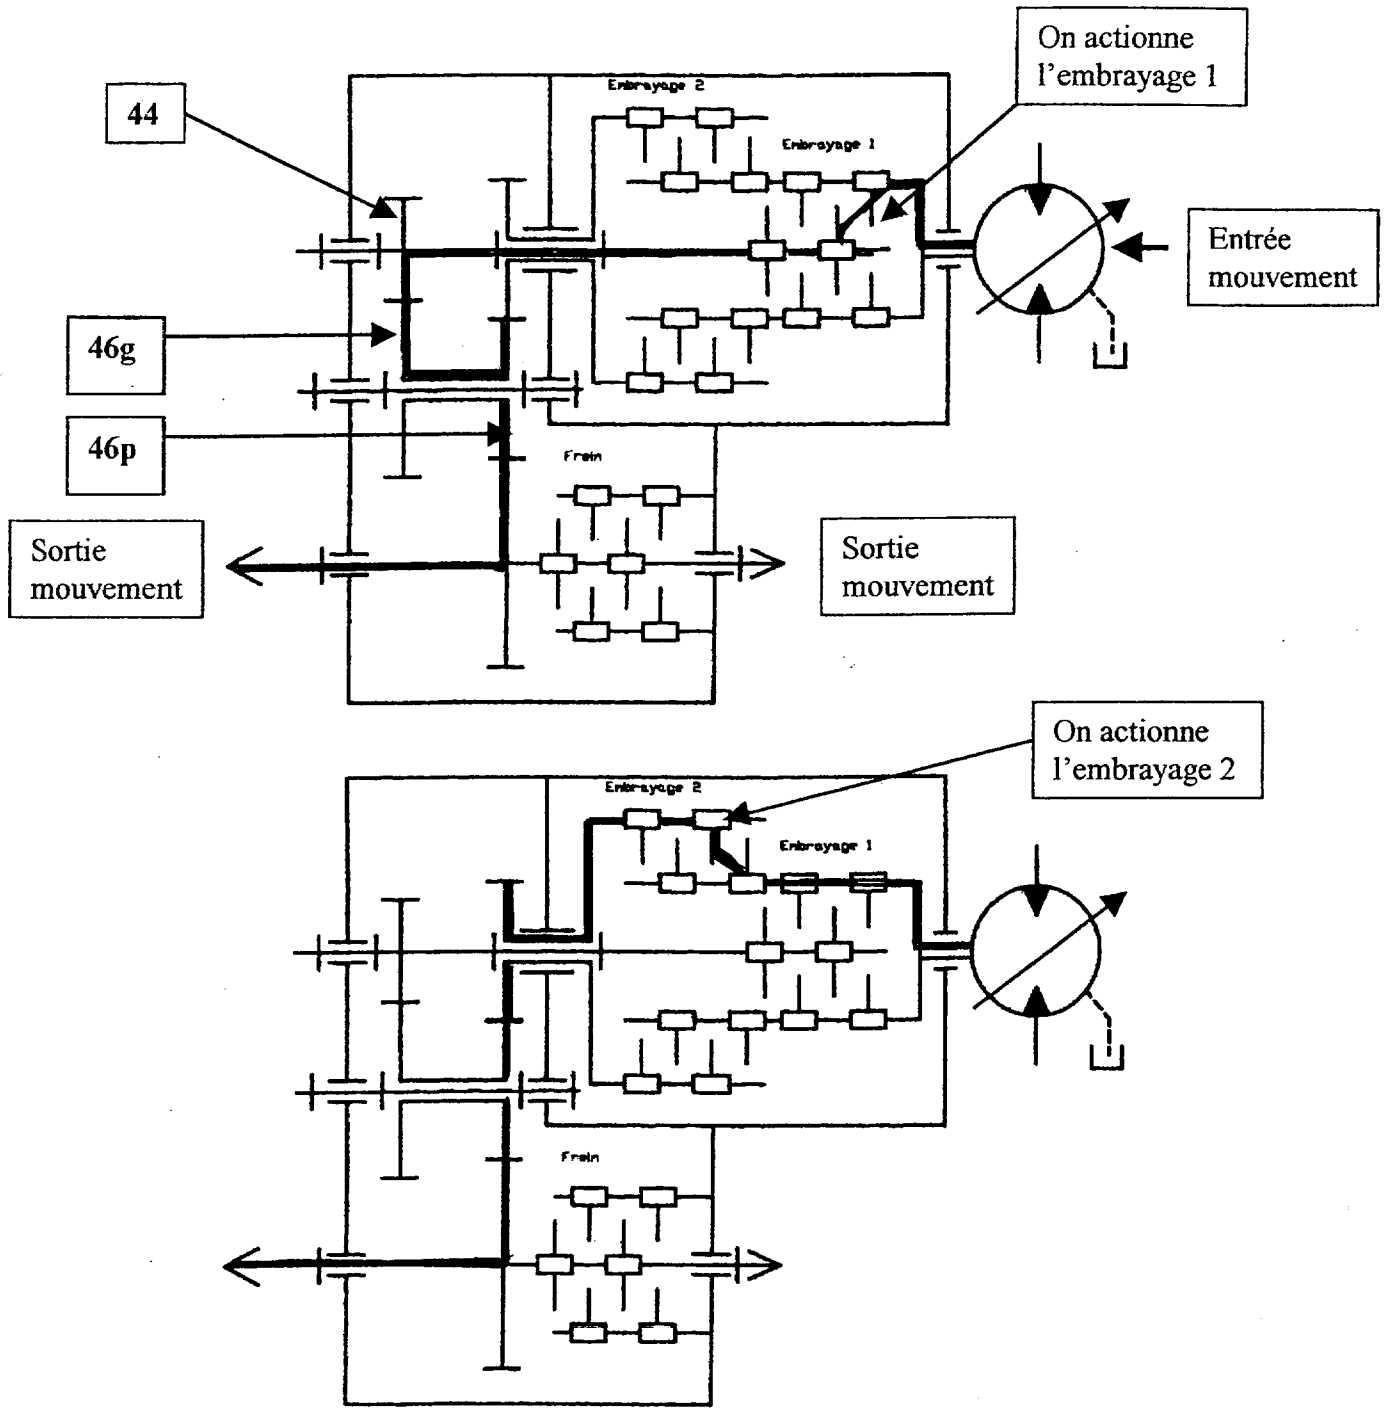 On actionne
l'embrayage 1
Embrayage 2
44
Embrayage 1
Entrée
mouvement
46g
46p
Frein
Sortie
mouvement
Sortie
mouvement
On actionne
l'embrayage 2
Embrayage 2
Embrayage 1
Frein